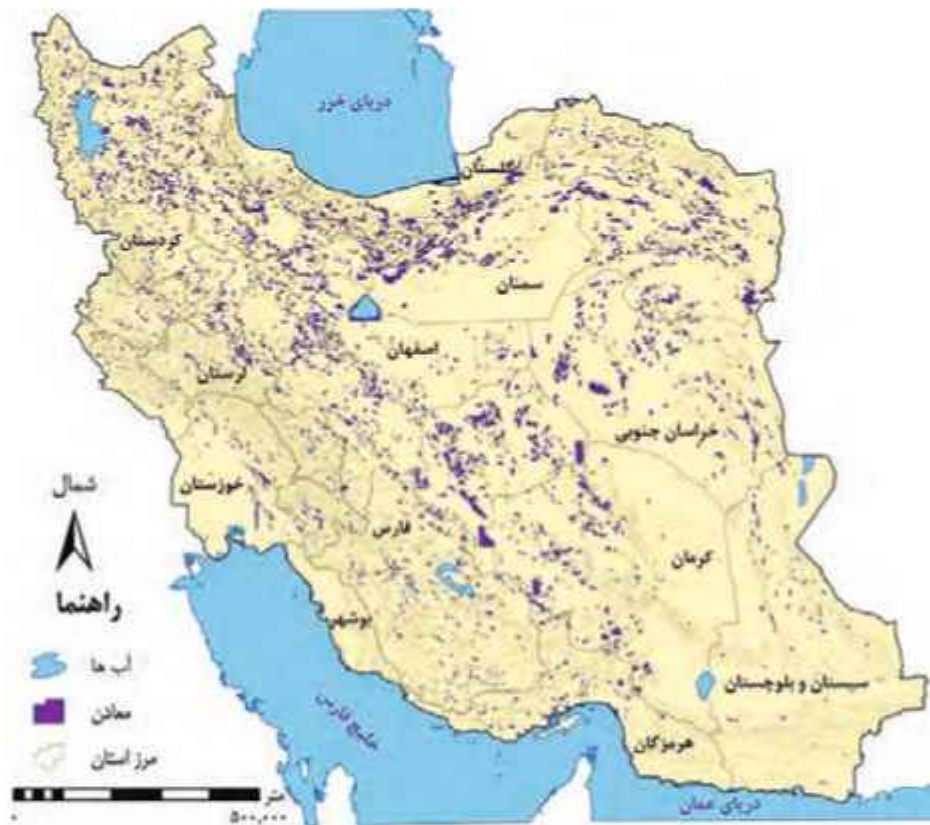 دریای خزر
گلستان
کردستان
سمنان
اصفهان
لرستان
خراسان جنوبی
خوزستان
فارس
کرمان
بوشهر
سیستان و بلوچستان
هرمزگان
خلیج فارس
دریای عمان
شمال
راهنما
آب ها
معادن
مرز استان
متر
۰
۵۰۰,۰۰۰